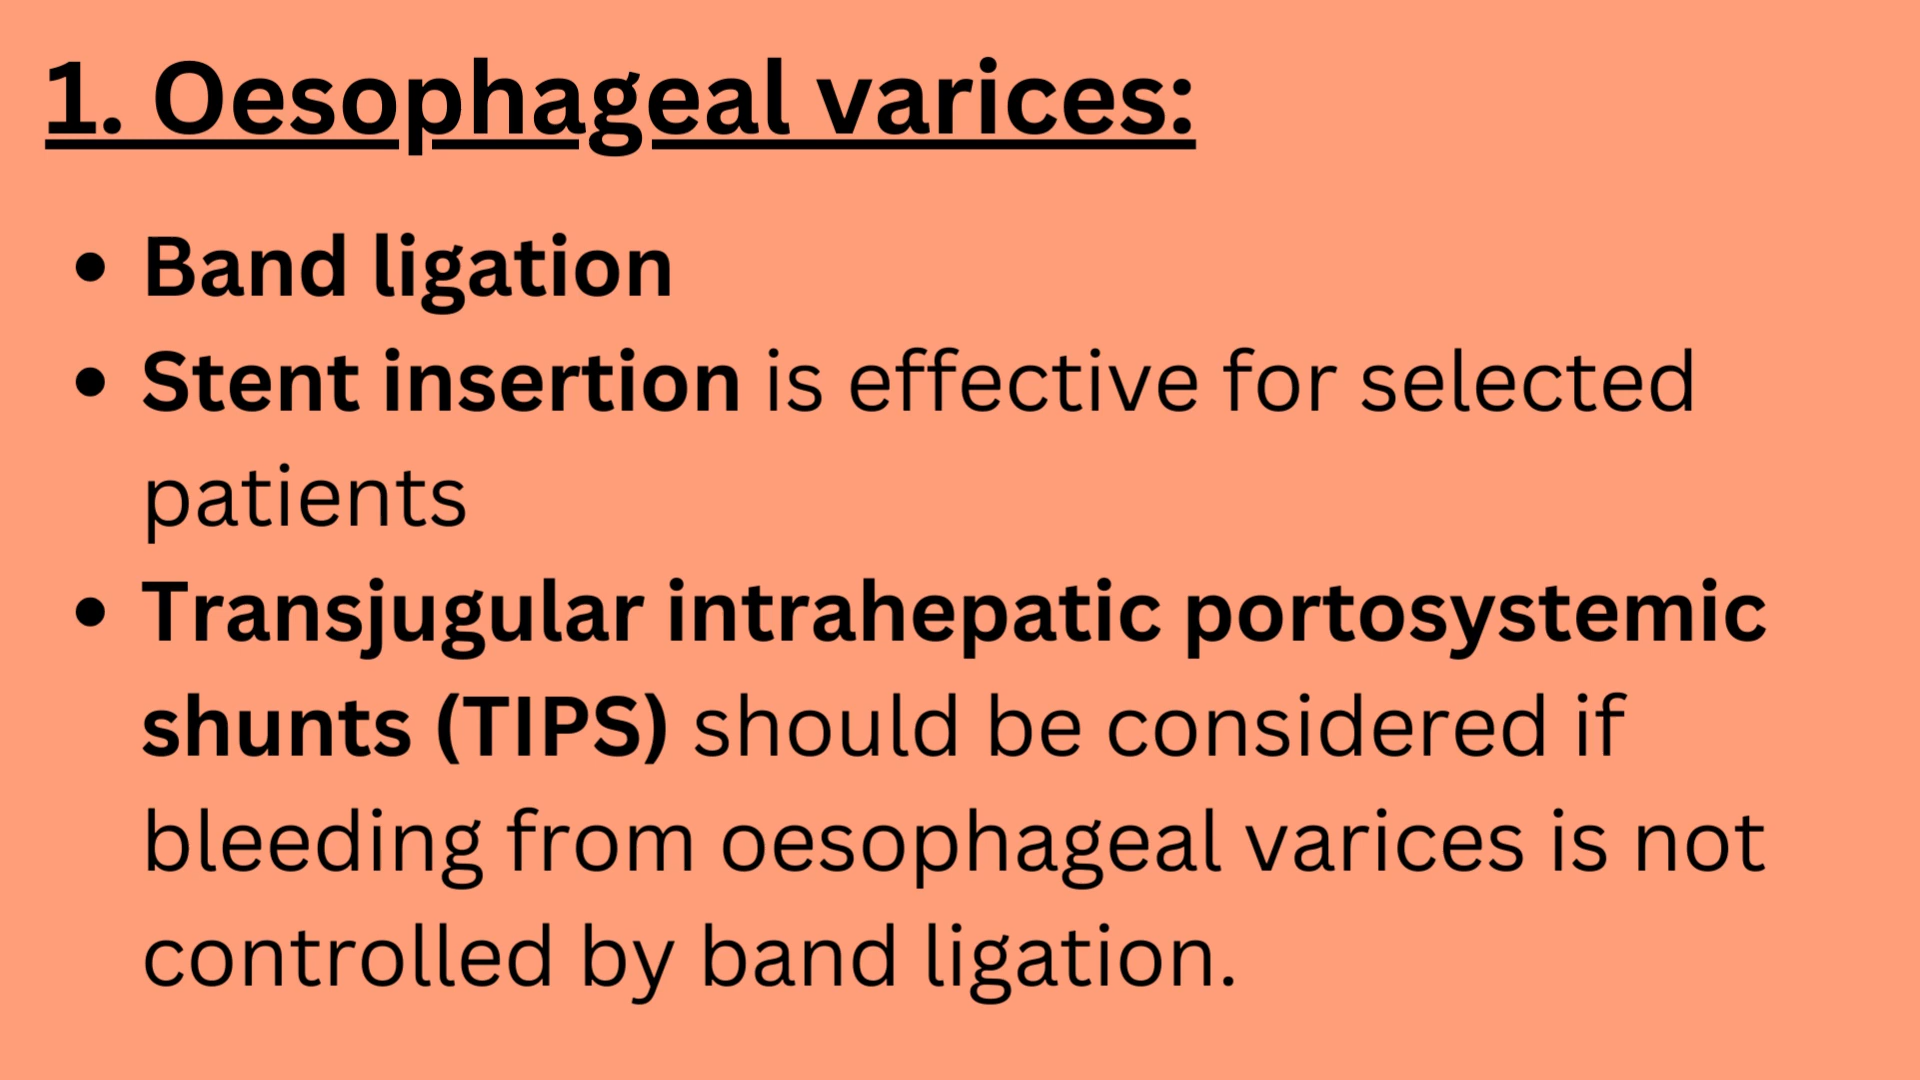 1. Oesophageal varices:
• Band ligation
• Stent insertion is effective for selected
patients
• Transjugular intrahepatic portosystemic
shunts (TIPS) should be considered if
bleeding from oesophageal varices is not
controlled by band ligation.